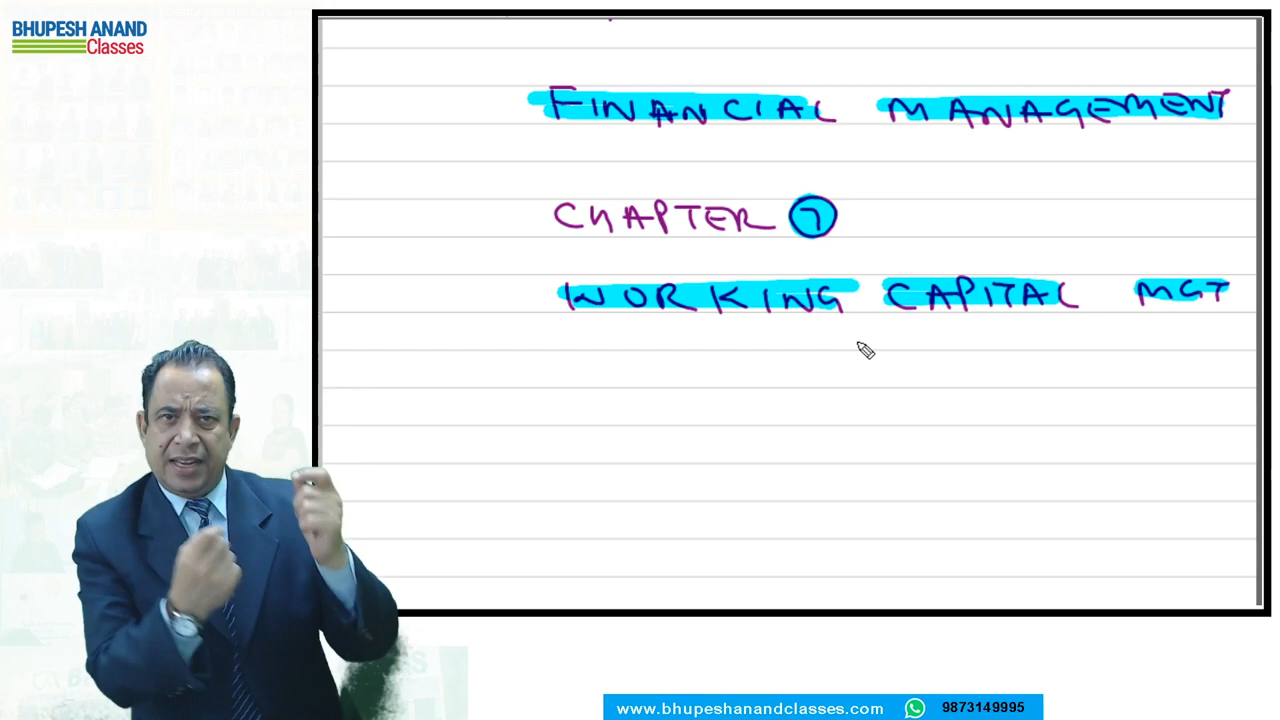 BHUPESH ANAND
Classes
FINANCIAL MANAGEMENT
CHAPTER 7
WORKING CAPITAL MGT
www.bhupeshanandclasses.com 9873149995